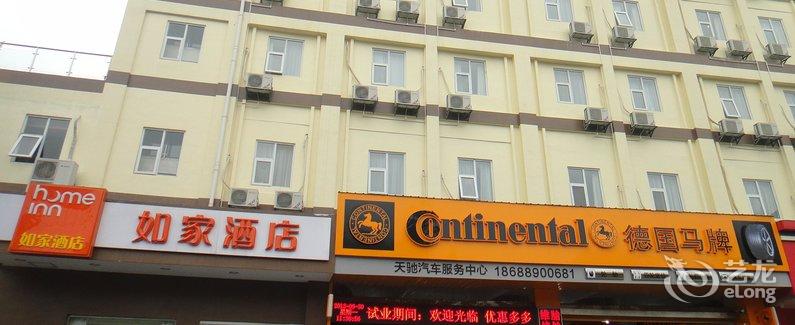 home
inn
如家酒店
如家酒店
CONTINENTAL
Continental
德国马牌
天驰汽车服务中心 18688900681
试业期间：欢迎光临 优惠多多
艺龙
eLong